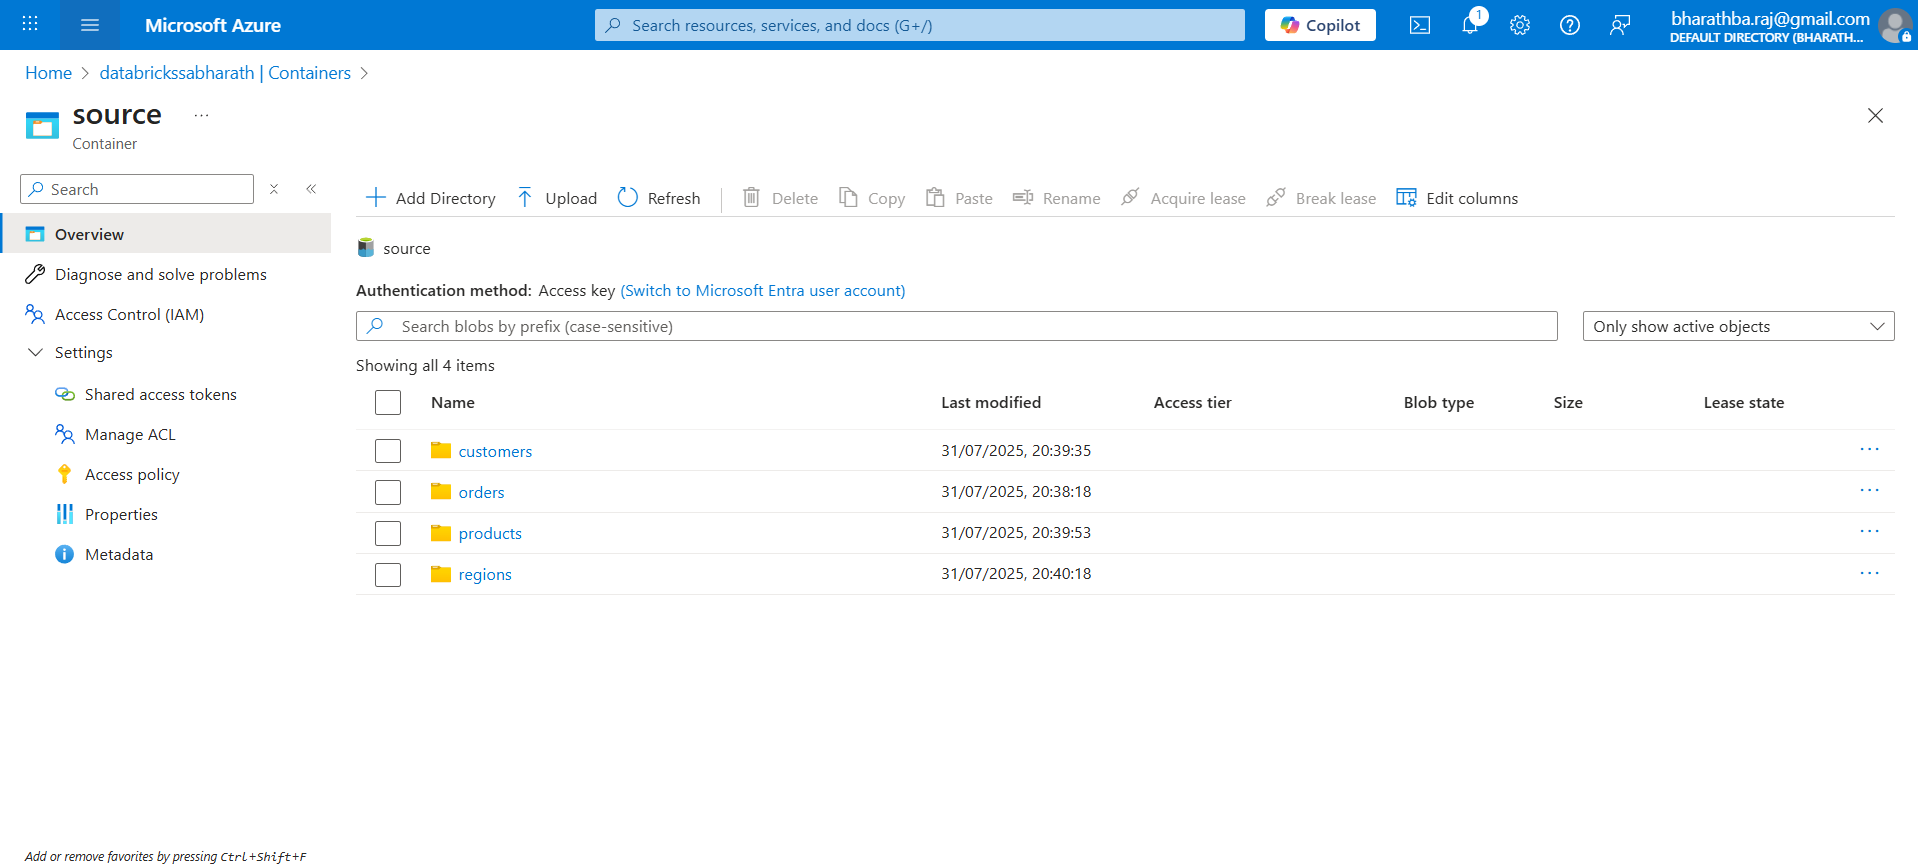 Microsoft Azure
Search resources, services, and docs (G+/)
Copilot
1
bharathba.raj@gmail.com
DEFAULT DIRECTORY (BHARATH...
Home > databrickssabharath | Containers >
source ...
Container
Search
Add Directory
Upload
Refresh
Delete
Copy
Paste
Rename
Acquire lease
Break lease
Edit columns
Overview
Diagnose and solve problems
Access Control (IAM)
Settings
Shared access tokens
Manage ACL
Access policy
Properties
Metadata
source
Authentication method: Access key (Switch to Microsoft Entra user account)
Search blobs by prefix (case-sensitive)
Only show active objects
Showing all 4 items
Name Last modified Access tier Blob type Size Lease state
customers 31/07/2025, 20:39:35 ...
orders 31/07/2025, 20:38:18 ...
products 31/07/2025, 20:39:53 ...
regions 31/07/2025, 20:40:18 ...
Add or remove favorites by pressing Ctrl+Shift+F